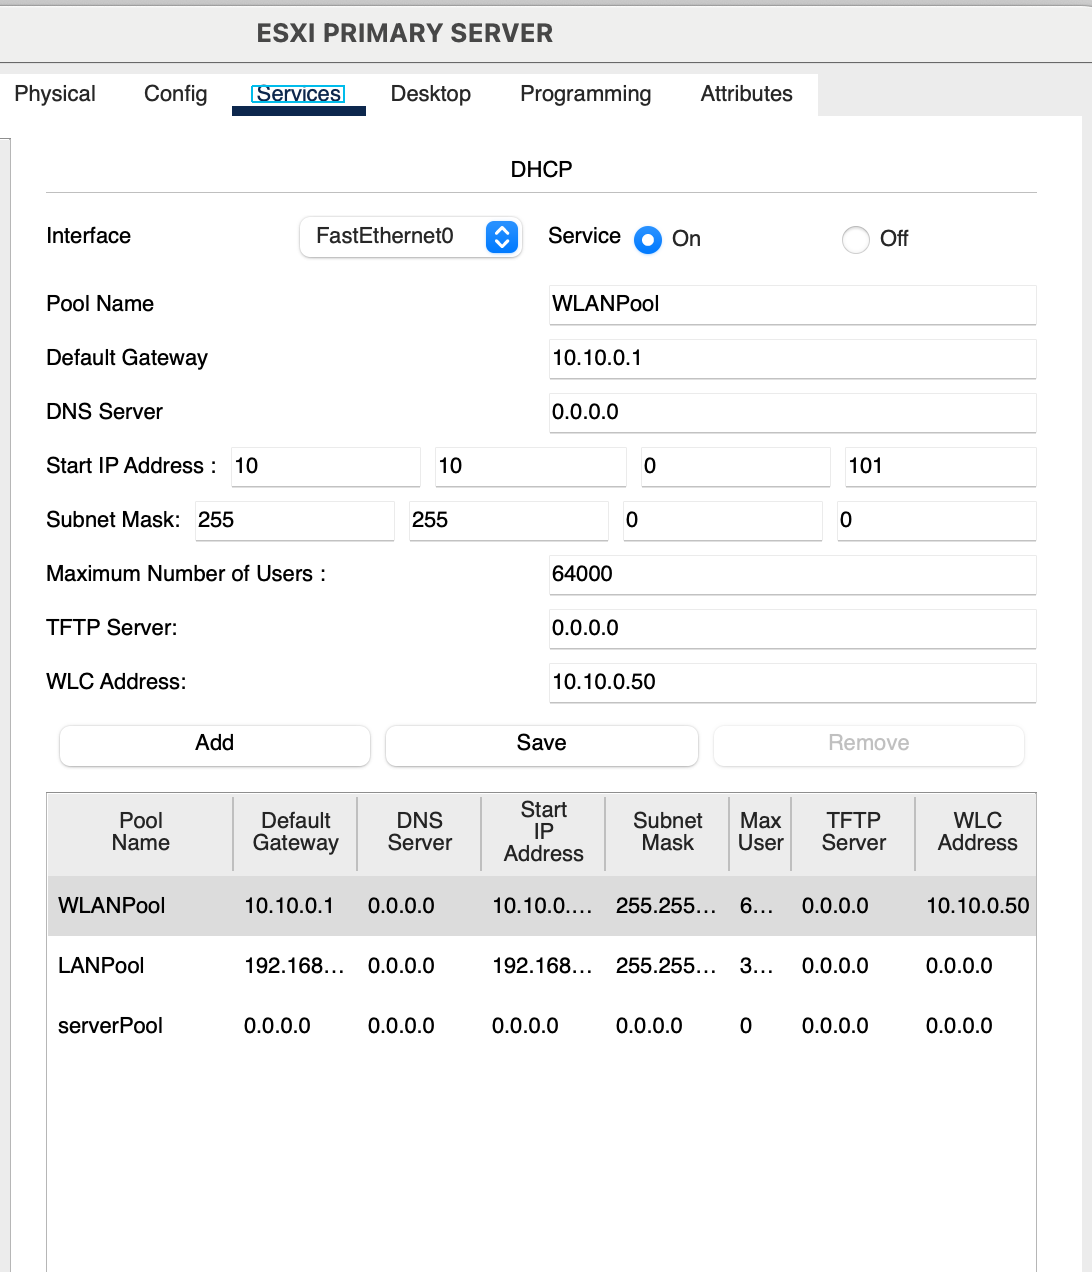 ESXI PRIMARY SERVER
Physical Config Services Desktop Programming Attributes
DHCP
Interface FastEthernet0 Service On Off
Pool Name WLANPool
Default Gateway 10.10.0.1
DNS Server 0.0.0.0
Start IP Address : 10 10 0 101
Subnet Mask: 255 255 0 0
Maximum Number of Users : 64000
TFTP Server: 0.0.0.0
WLC Address: 10.10.0.50
Add Save Remove
Pool Name Default Gateway DNS Server Start IP Address Subnet Mask Max User TFTP Server WLC Address
WLANPool 10.10.0.1 0.0.0.0 10.10.0.... 255.255... 6... 0.0.0.0 10.10.0.50
LANPool 192.168... 0.0.0.0 192.168... 255.255... 3... 0.0.0.0 0.0.0.0
serverPool 0.0.0.0 0.0.0.0 0.0.0.0 0.0.0.0 0 0.0.0.0 0.0.0.0